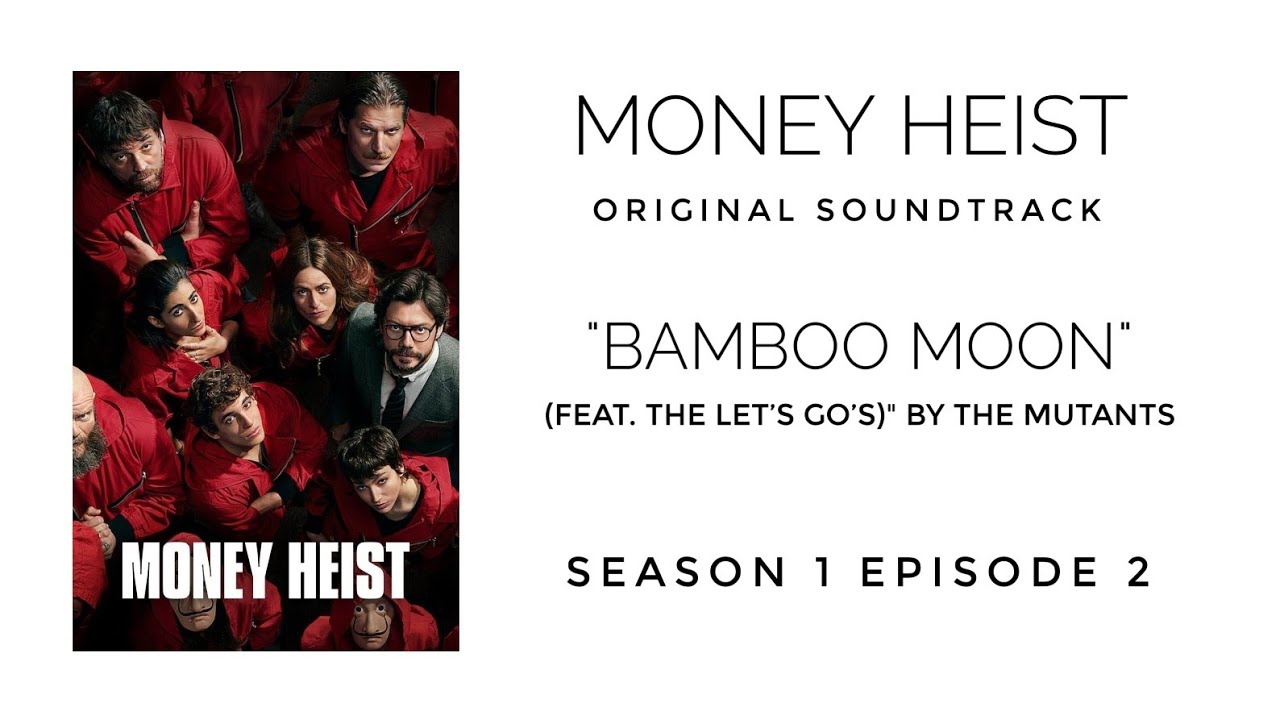 MONEY HEIST
MONEY HEIST
ORIGINAL SOUNDTRACK
"BAMBOO MOON"
(FEAT. THE LET’S GO’S)" BY THE MUTANTS
SEASON 1 EPISODE 2